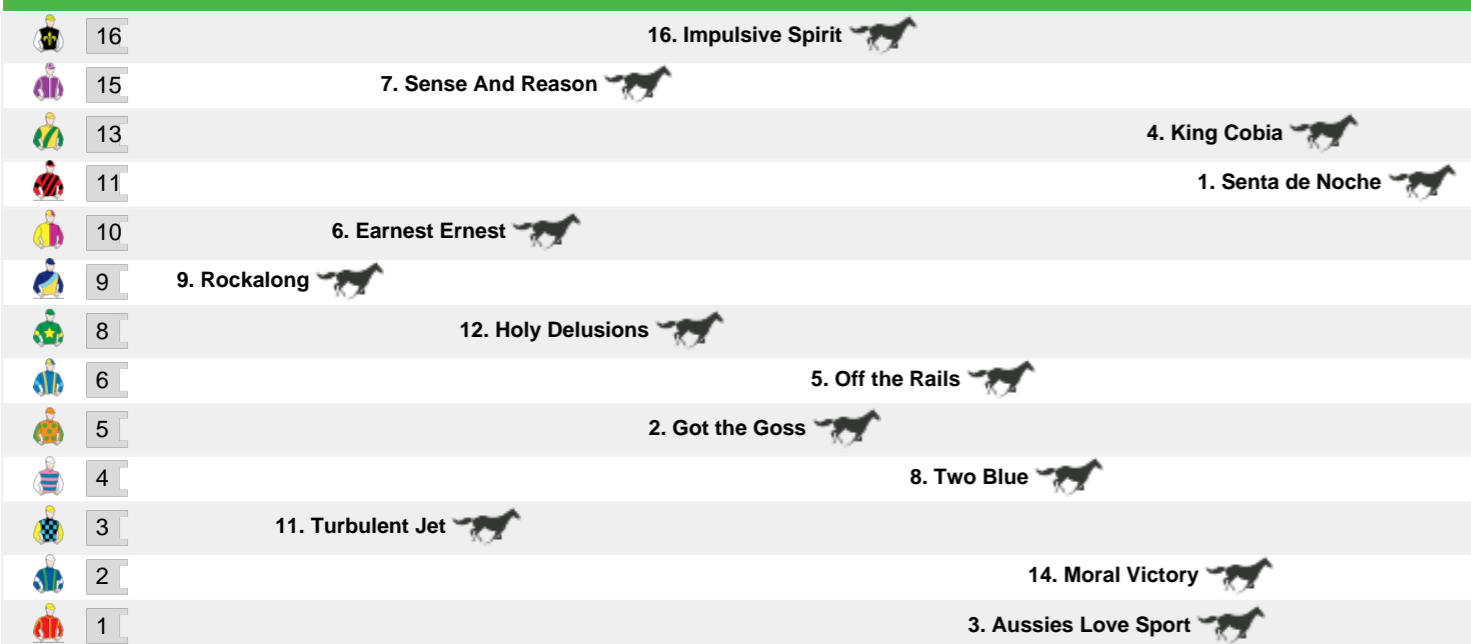 16 16. Impulsive Spirit
15 7. Sense And Reason
13 4. King Cobia
11 1. Senta de Noche
10 6. Earnest Ernest
9 9. Rockalong
8 12. Holy Delusions
6 5. Off the Rails
5 2. Got the Goss
4 8. Two Blue
3 11. Turbulent Jet
2 14. Moral Victory
1 3. Aussies Love Sport